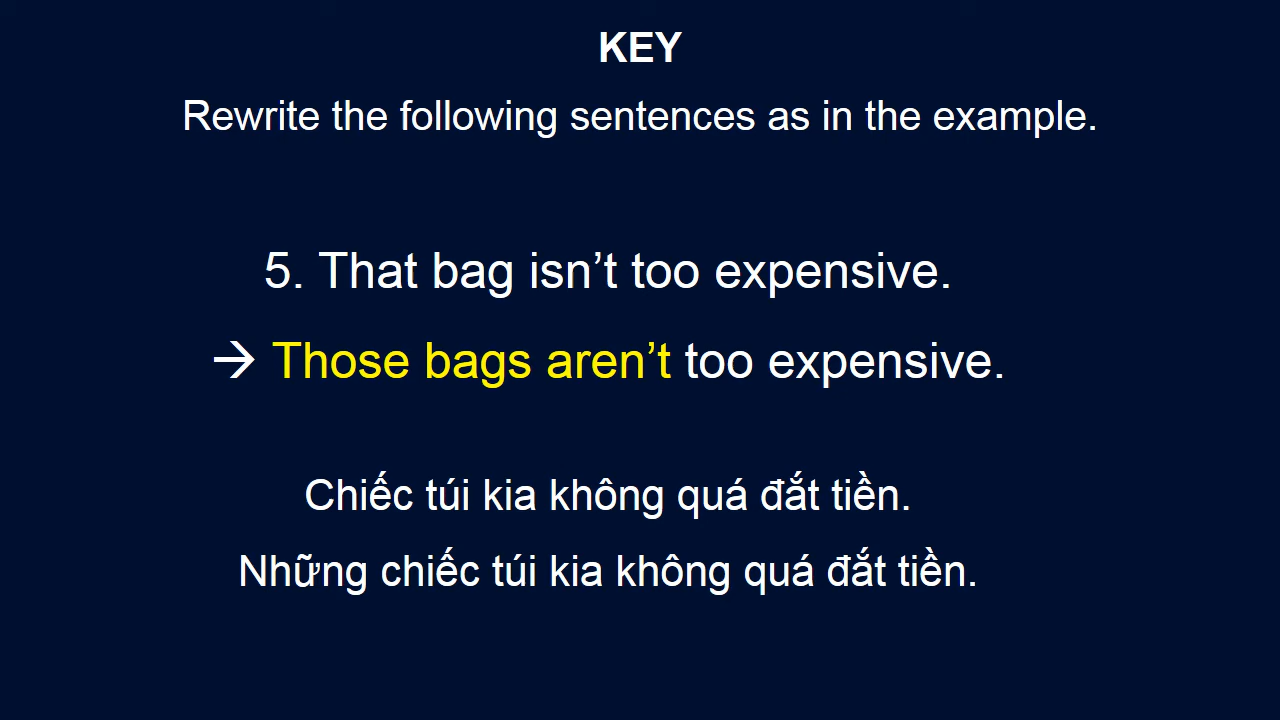 KEY
Rewrite the following sentences as in the example.
5. That bag isn’t too expensive.
→ Those bags aren’t too expensive.
Chiếc túi kia không quá đắt tiền.
Những chiếc túi kia không quá đắt tiền.